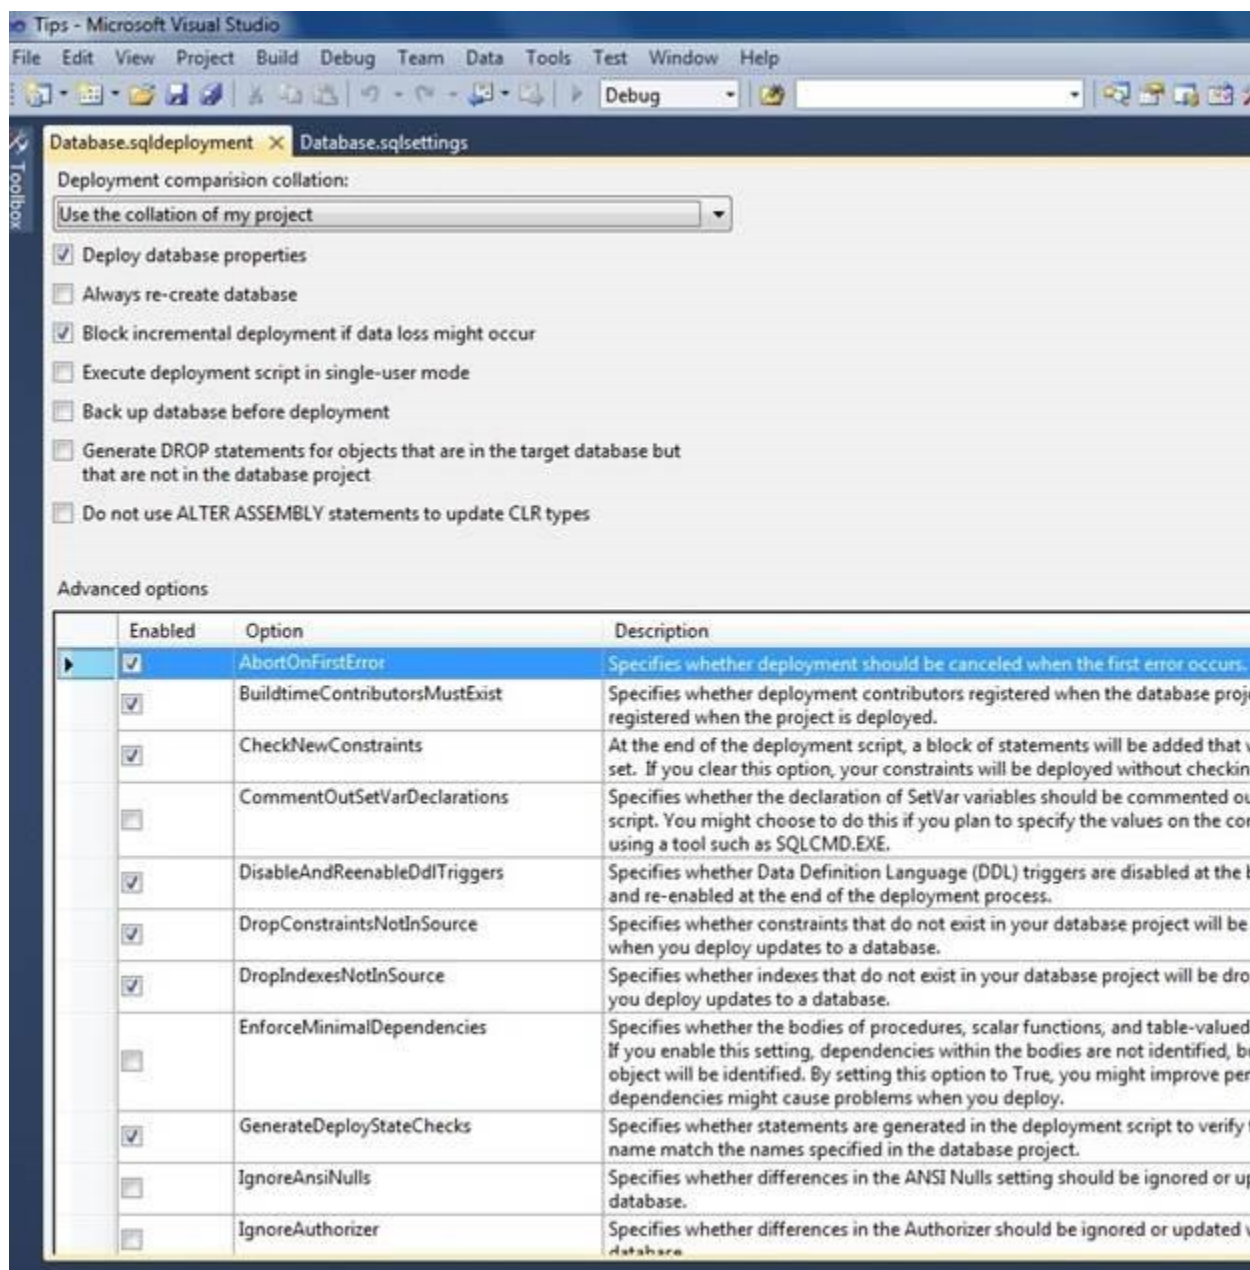 Tips - Microsoft Visual Studio
File Edit View Project Build Debug Team Data Tools Test Window Help
Debug
Toolbox
Database.sqldeployment Database.sqlsettings
Deployment comparision collation:
Use the collation of my project
Deploy database properties
Always re-create database
Block incremental deployment if data loss might occur
Execute deployment script in single-user mode
Back up database before deployment
Generate DROP statements for objects that are in the target database but
that are not in the database project
Do not use ALTER ASSEMBLY statements to update CLR types
Advanced options
Enabled Option Description
AbortOnFirstError Specifies whether deployment should be canceled when the first error occurs.
BuildtimeContributorsMustExist Specifies whether deployment contributors registered when the database proj
registered when the project is deployed.
CheckNewConstraints At the end of the deployment script, a block of statements will be added that
set. If you clear this option, your constraints will be deployed without checkin
CommentOutSetVarDeclarations Specifies whether the declaration of SetVar variables should be commented ou
script. You might choose to do this if you plan to specify the values on the co
using a tool such as SQLCMD.EXE.
DisableAndReenableDdlTriggers Specifies whether Data Definition Language (DDL) triggers are disabled at the
and re-enabled at the end of the deployment process.
DropConstraintsNotInSource Specifies whether constraints that do not exist in your database project will be
when you deploy updates to a database.
DropIndexesNotInSource Specifies whether indexes that do not exist in your database project will be dro
you deploy updates to a database.
EnforceMinimalDependencies Specifies whether the bodies of procedures, scalar functions, and table-valued
If you enable this setting, dependencies within the bodies are not identified, b
object will be identified. By setting this option to True, you might improve per
dependencies might cause problems when you deploy.
GenerateDeployStateChecks Specifies whether statements are generated in the deployment script to verify
name match the names specified in the database project.
IgnoreAnsiNulls Specifies whether differences in the ANSI Nulls setting should be ignored or up
database.
IgnoreAuthorizer Specifies whether differences in the Authorizer should be ignored or updated
database